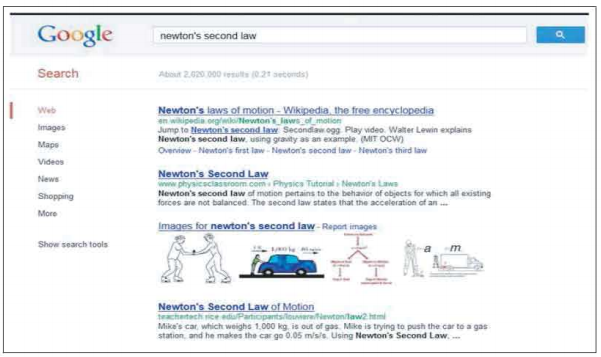 Google
newton's second law
Search
About 2,020,000 results (0.21 seconds)
Web
Images
Maps
Videos
News
Shopping
More
Show search tools
Newton's laws of motion - Wikipedia, the free encyclopedia
en.wikipedia.org/wiki/Newton's_laws_of_motion
Jump to Newton's second law: Secondlaw.ogg. Play video. Walter Lewin explains
Newton's second law, using gravity as an example. (MIT OCW)
Overview - Newton's first law - Newton's second law - Newton's third law
Newton's Second Law
www.physicsclassroom.com › Physics Tutorial › Newton's Laws
Newton's second law of motion pertains to the behavior of objects for which all existing
forces are not balanced. The second law states that the acceleration of an ...
Images for newton's second law - Report images
1,000 kg
a
m
Newton's Second Law of Motion
teachertech.rice.edu/Participants/louviere/Newton/law2.html
Mike's car, which weighs 1,000 kg, is out of gas. Mike is trying to push the car to a gas
station, and he makes the car go 0.05 m/s/s. Using Newton's Second Law, ...